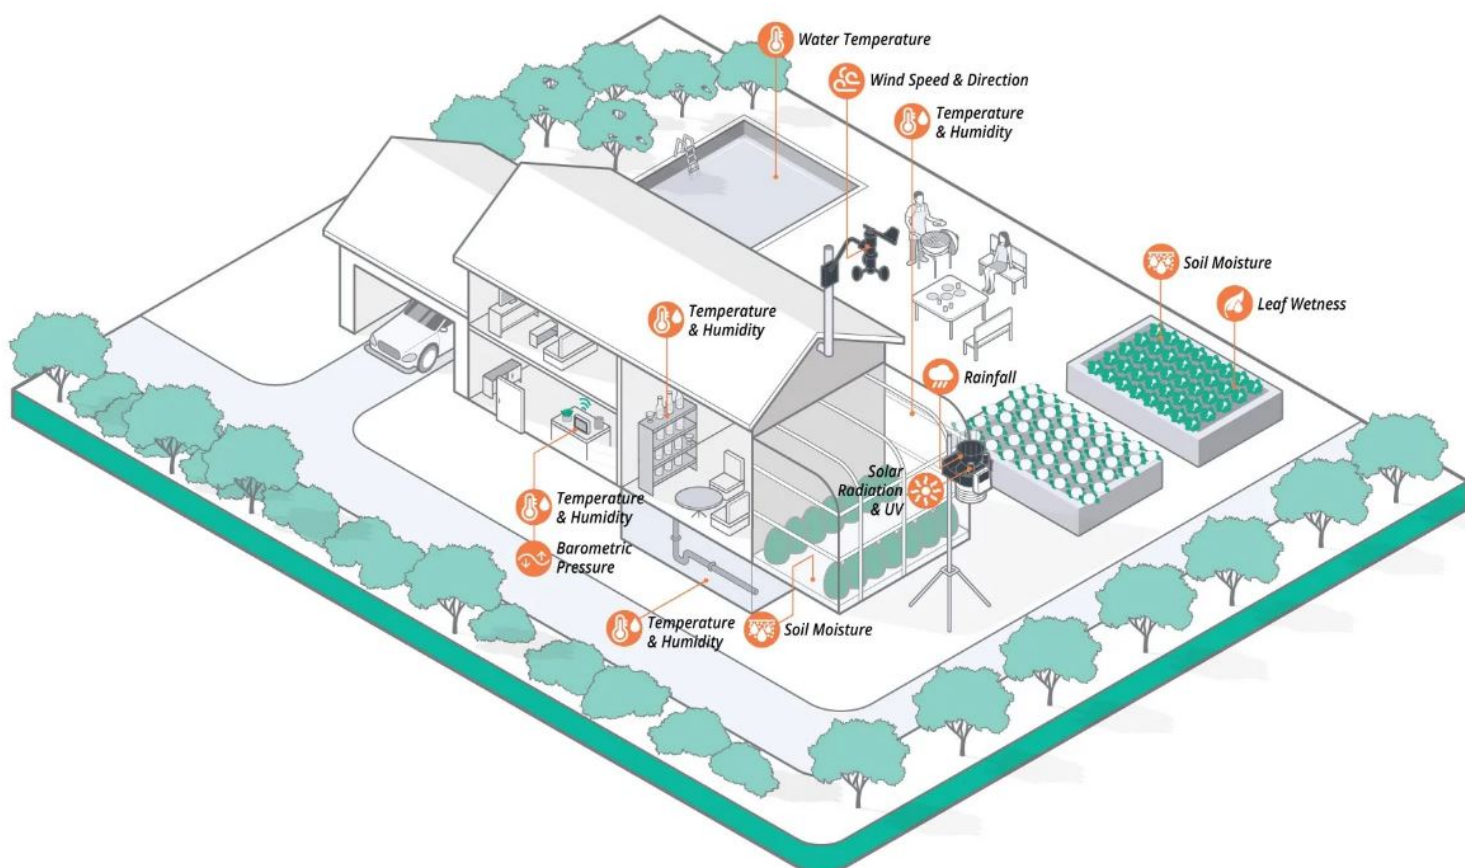 Water Temperature
Wind Speed & Direction
Temperature
& Humidity
Soil Moisture
Leaf Wetness
Temperature
& Humidity
Rainfall
Solar
Radiation
& UV
Temperature
& Humidity
Barometric
Pressure
Temperature
& Humidity
Soil Moisture